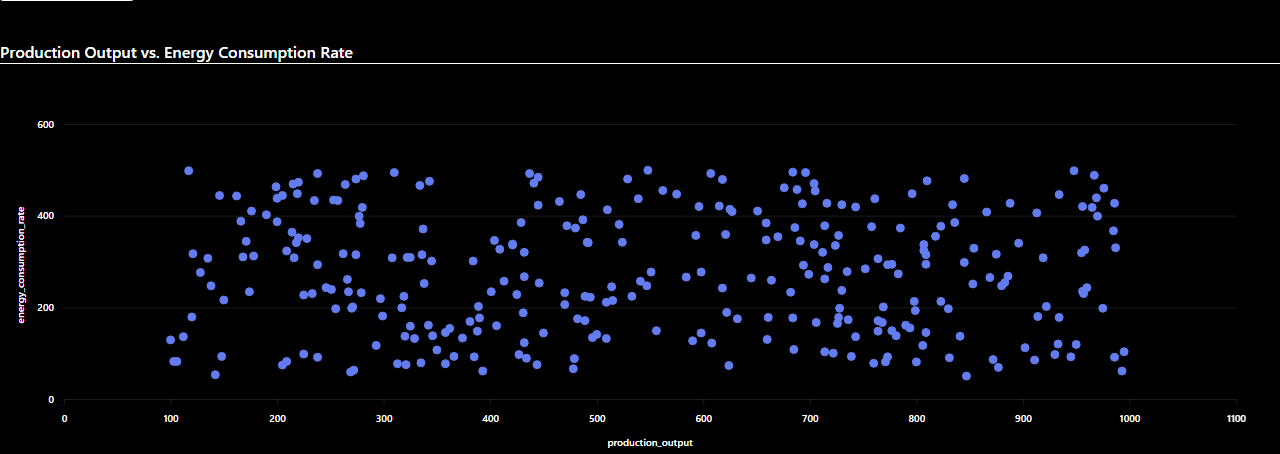 Production Output vs. Energy Consumption Rate
600
400
200
0
energy_consumption_rate
0 100 200 300 400 500 600 700 800 900 1000 1100
production_output